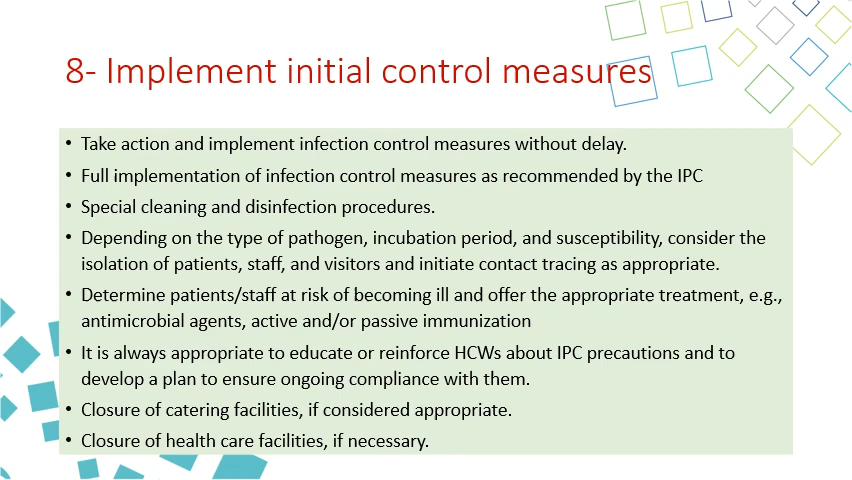 8- Implement initial control measures
• Take action and implement infection control measures without delay.
• Full implementation of infection control measures as recommended by the IPC
• Special cleaning and disinfection procedures.
• Depending on the type of pathogen, incubation period, and susceptibility, consider the
isolation of patients, staff, and visitors and initiate contact tracing as appropriate.
• Determine patients/staff at risk of becoming ill and offer the appropriate treatment, e.g.,
antimicrobial agents, active and/or passive immunization
• It is always appropriate to educate or reinforce HCWs about IPC precautions and to
develop a plan to ensure ongoing compliance with them.
• Closure of catering facilities, if considered appropriate.
• Closure of health care facilities, if necessary.